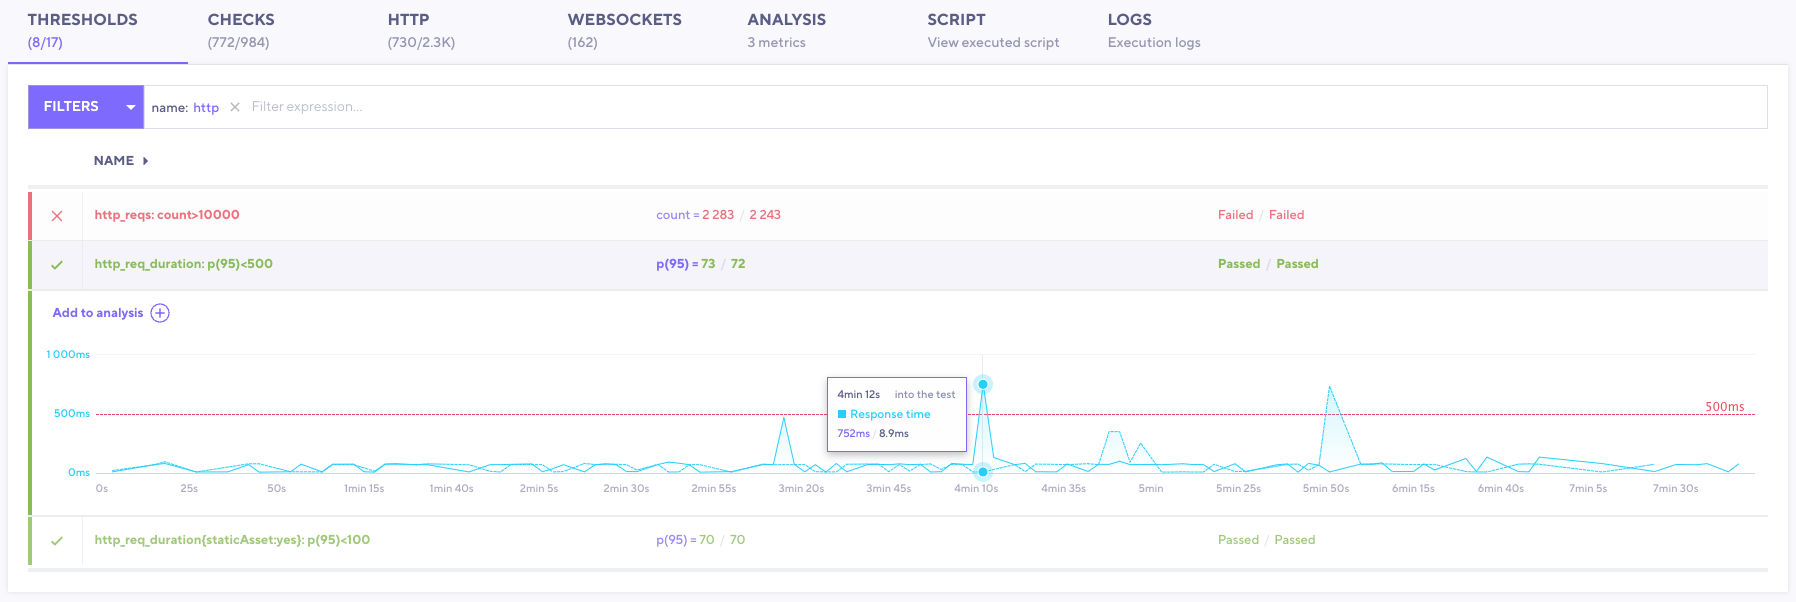 THRESHOLDS CHECKS HTTP WEBSOCKETS ANALYSIS SCRIPT LOGS
(8/17) (772/984) (730/2.3K) (162) 3 metrics View executed script Execution logs
FILTERS name: http × Filter expression...
NAME
http_reqs: count>10000 count = 2 283 / 2 243 Failed / Failed
http_req_duration: p(95)<500 p(95) = 73 / 72 Passed / Passed
Add to analysis
1 000ms
4min 12s into the test
500ms
Response time
500ms
752ms / 8.9ms
0ms
0s 25s 50s 1min 15s 1min 40s 2min 5s 2min 30s 2min 55s 3min 20s 3min 45s 4min 10s 4min 35s 5min 5min 25s 5min 50s 6min 15s 6min 40s 7min 5s 7min 30s
http_req_duration{staticAsset:yes}: p(95)<100 p(95) = 70 / 70 Passed / Passed